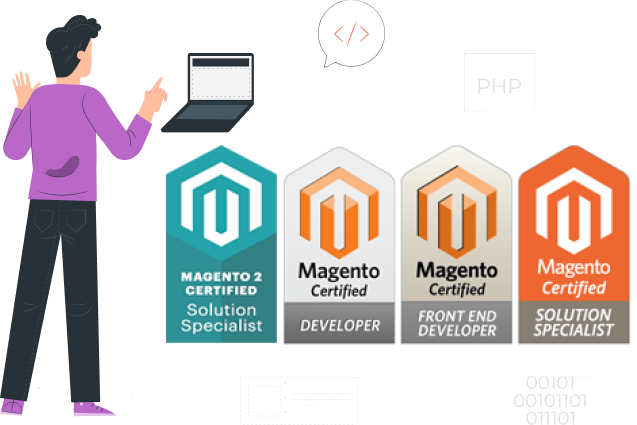 </>
PHP
MAGENTO 2
CERTIFIED
Solution
Specialist
Magento
Certified
DEVELOPER
Magento
Certified
FRONT END
DEVELOPER
Magento
Certified
SOLUTION
SPECIALIST
00101
00101101
011101